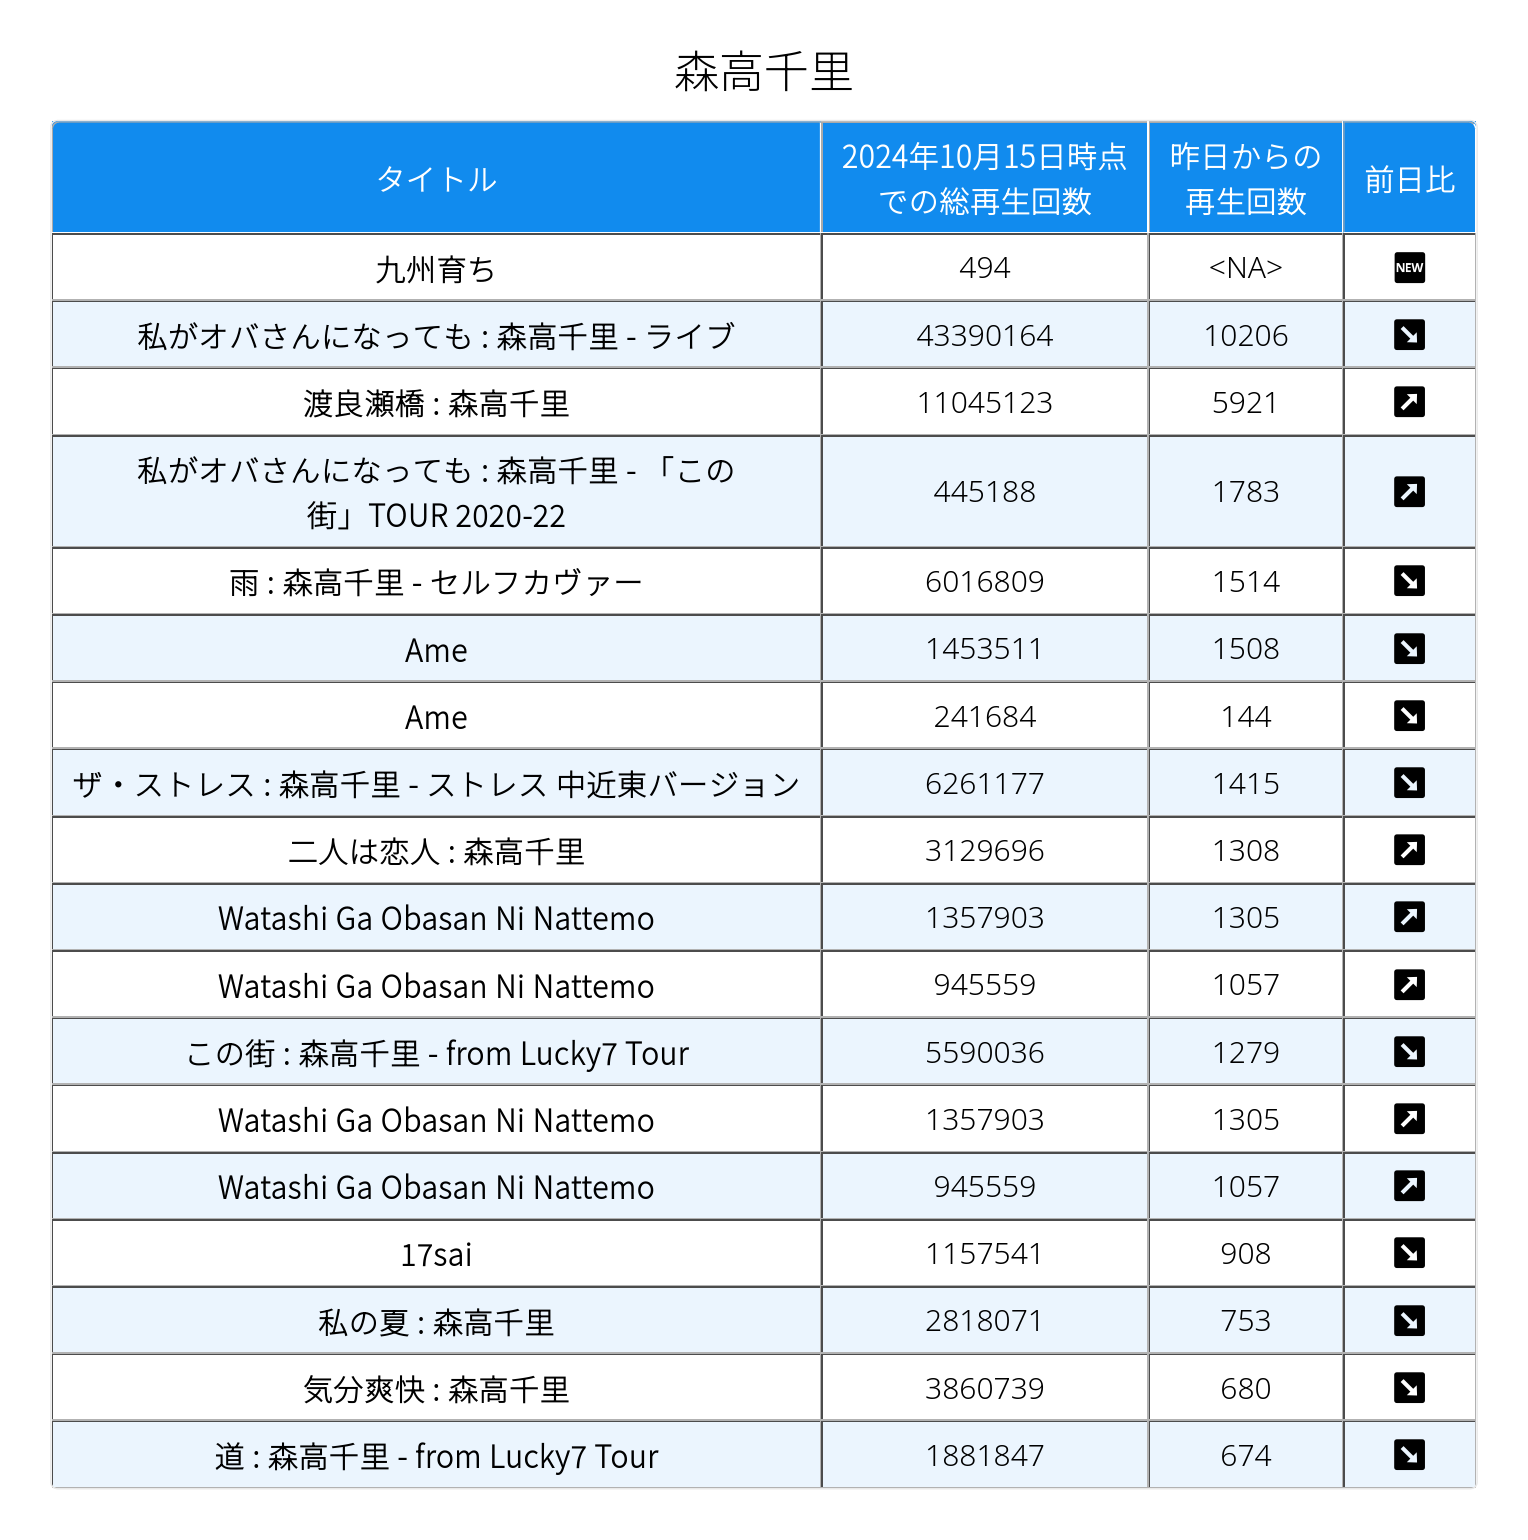 森高千里
タイトル
2024年10月15日時点
での総再生回数
昨日からの
再生回数
前日比
九州育ち 494 <NA> NEW
私がオバさんになっても : 森高千里 - ライブ 43390164 10206
渡良瀬橋 : 森高千里 11045123 5921
私がオバさんになっても : 森高千里 - 「この
街」TOUR 2020-22 445188 1783
雨 : 森高千里 - セルフカヴァー 6016809 1514
Ame 1453511 1508
Ame 241684 144
ザ・ストレス : 森高千里 - ストレス 中近東バージョン 6261177 1415
二人は恋人 : 森高千里 3129696 1308
Watashi Ga Obasan Ni Nattemo 1357903 1305
Watashi Ga Obasan Ni Nattemo 945559 1057
この街 : 森高千里 - from Lucky7 Tour 5590036 1279
Watashi Ga Obasan Ni Nattemo 1357903 1305
Watashi Ga Obasan Ni Nattemo 945559 1057
17sai 1157541 908
私の夏 : 森高千里 2818071 753
気分爽快 : 森高千里 3860739 680
道 : 森高千里 - from Lucky7 Tour 1881847 674